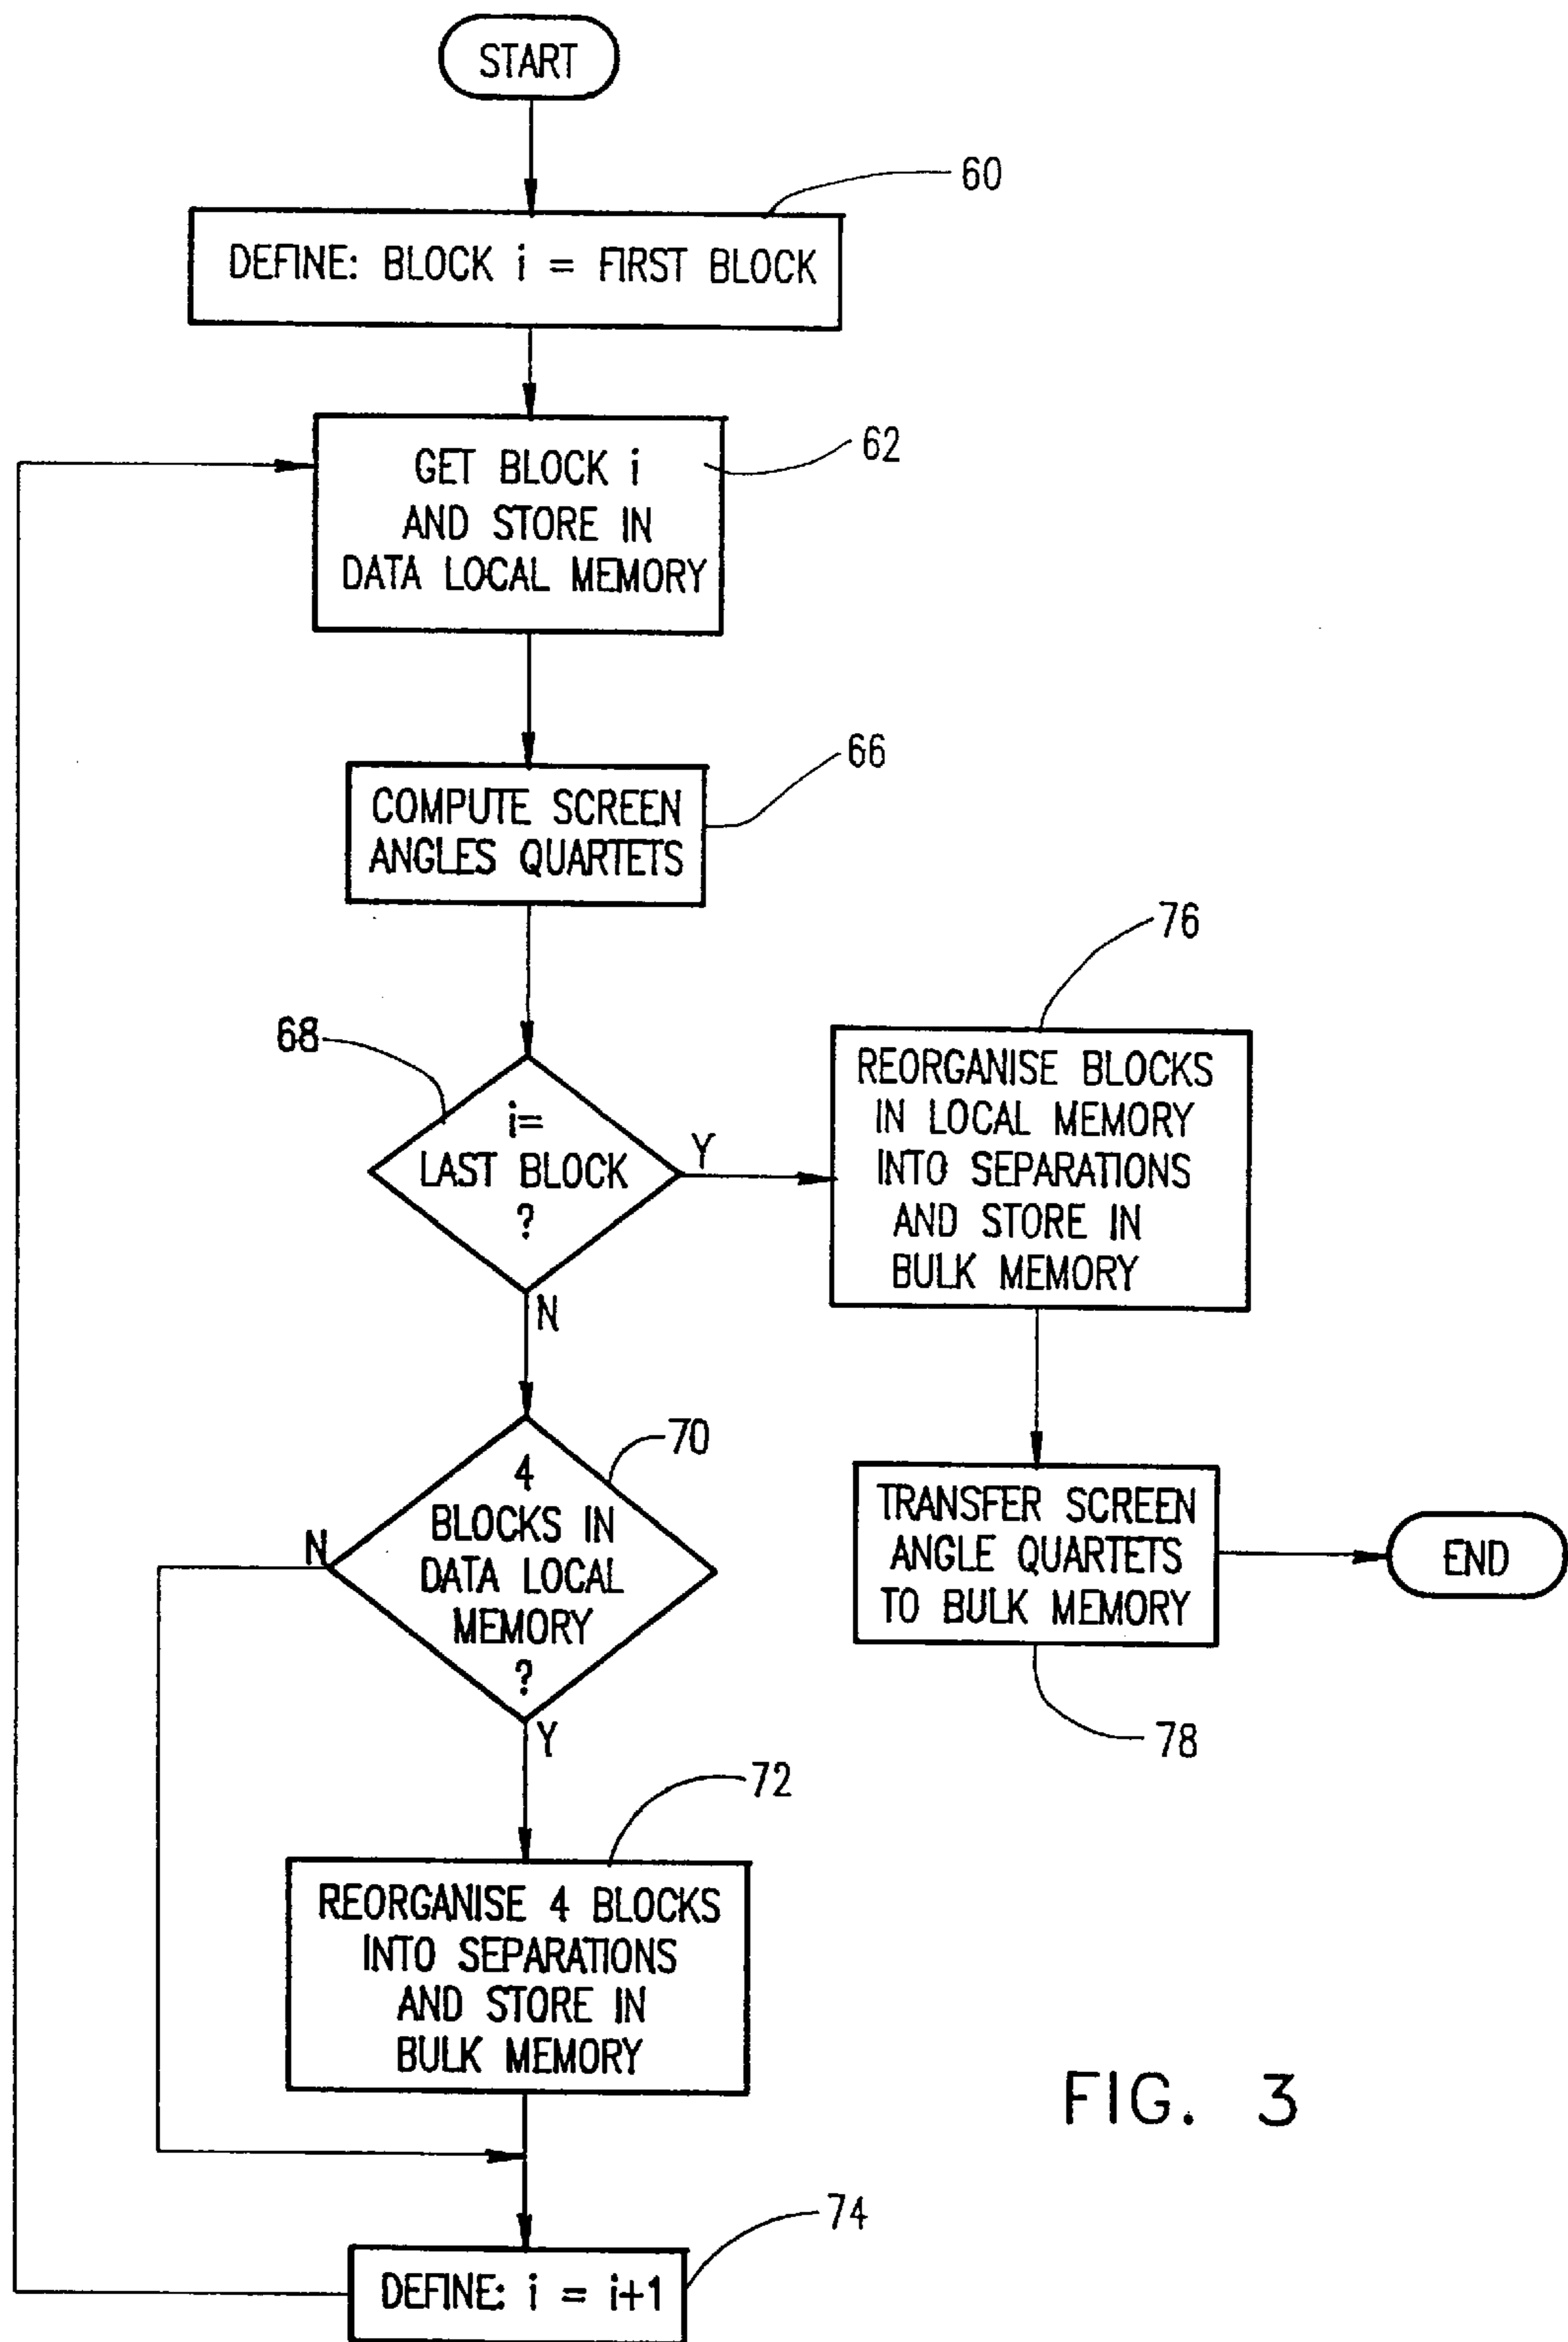 START
60
DEFINE: BLOCK i = FIRST BLOCK
62
GET BLOCK i
AND STORE IN
DATA LOCAL MEMORY
66
COMPUTE SCREEN
ANGLES QUARTETS
68
i=
LAST BLOCK
?
Y
N
76
REORGANISE BLOCKS
IN LOCAL MEMORY
INTO SEPARATIONS
AND STORE IN
BULK MEMORY
70
4
BLOCKS IN
DATA LOCAL
MEMORY
?
N
Y
TRANSFER SCREEN
ANGLE QUARTETS
TO BULK MEMORY
78
END
72
REORGANISE 4 BLOCKS
INTO SEPARATIONS
AND STORE IN
BULK MEMORY
74
DEFINE: i = i+1
FIG. 3